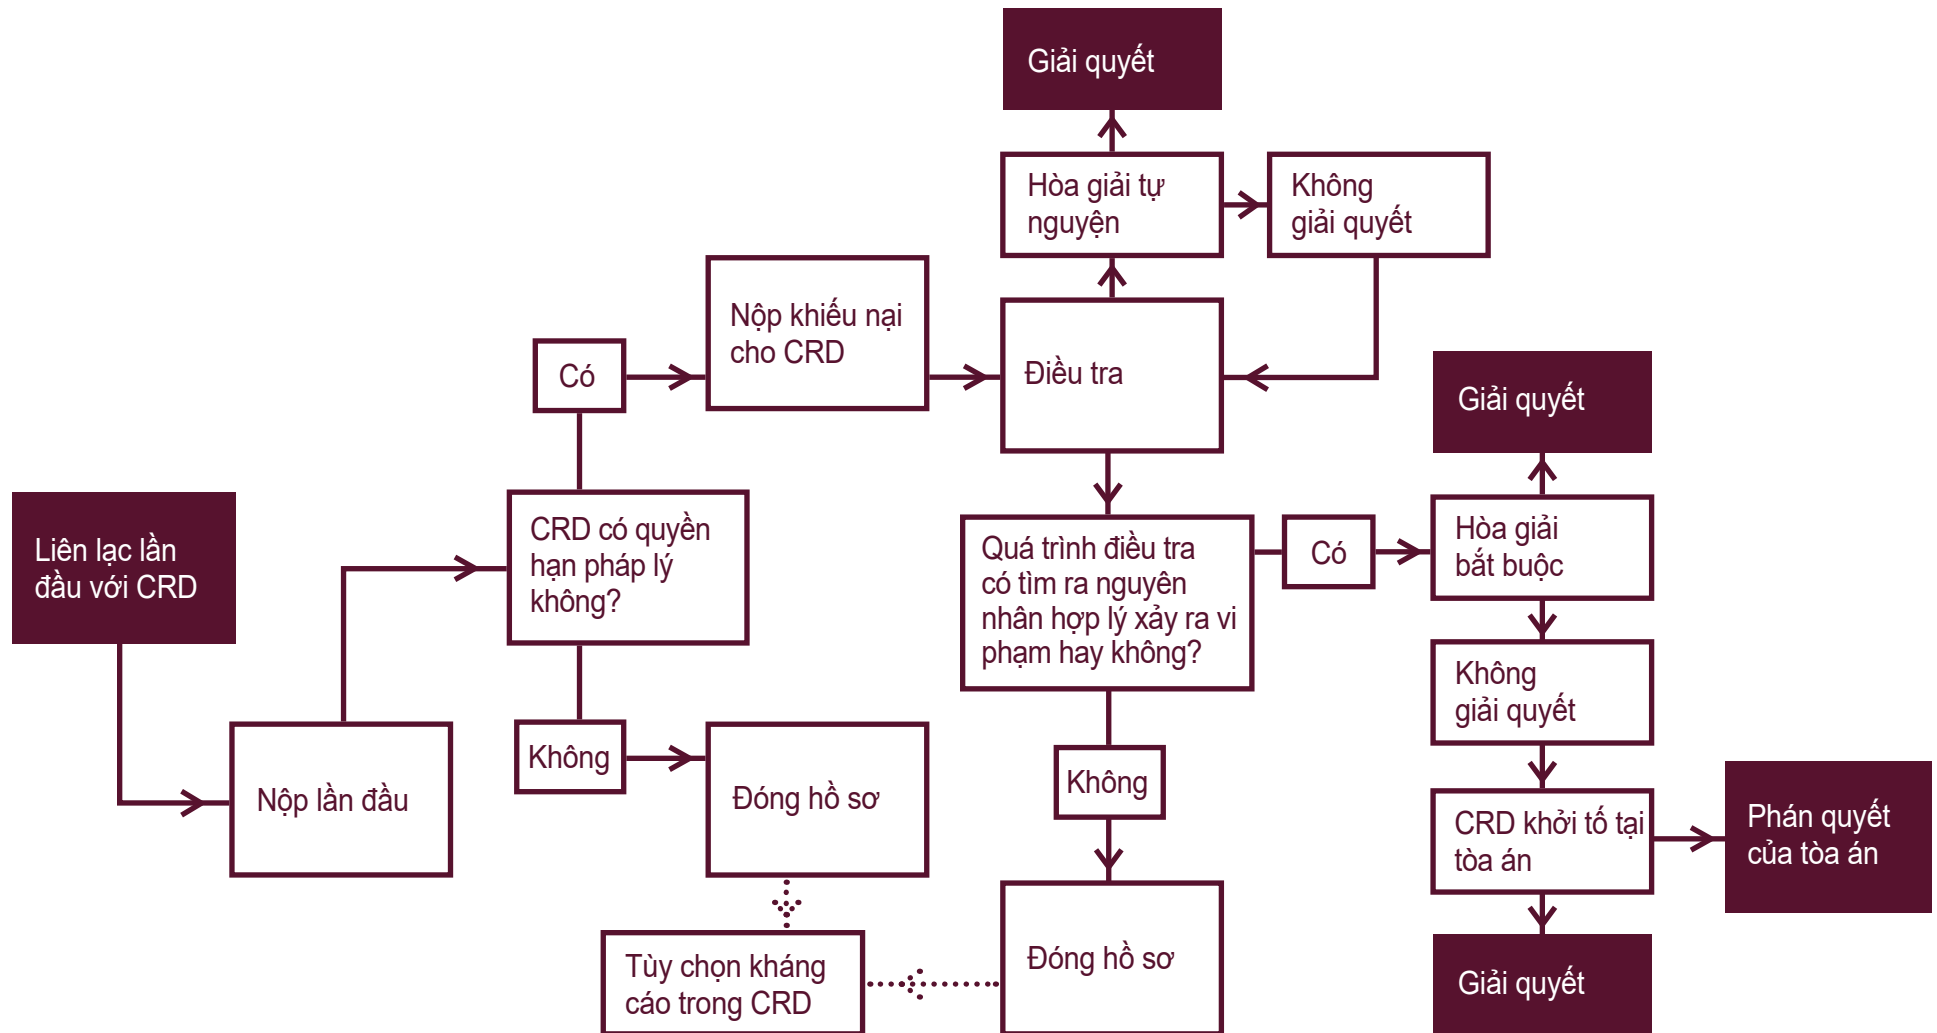 Liên lạc lần
đầu với CRD
Nộp lần đầu
CRD có quyền
hạn pháp lý
không?
Có
Nộp khiếu nại
cho CRD
Không
Đóng hồ sơ
Tùy chọn kháng
cáo trong CRD
Giải quyết
Hòa giải tự
nguyện
Không
giải quyết
Điều tra
Quá trình điều tra
có tìm ra nguyên
nhân hợp lý xảy ra vi
phạm hay không?
Không
Đóng hồ sơ
Có
Giải quyết
Hòa giải
bắt buộc
Không
giải quyết
CRD khởi tố tại
tòa án
Giải quyết
Phán quyết
của tòa án